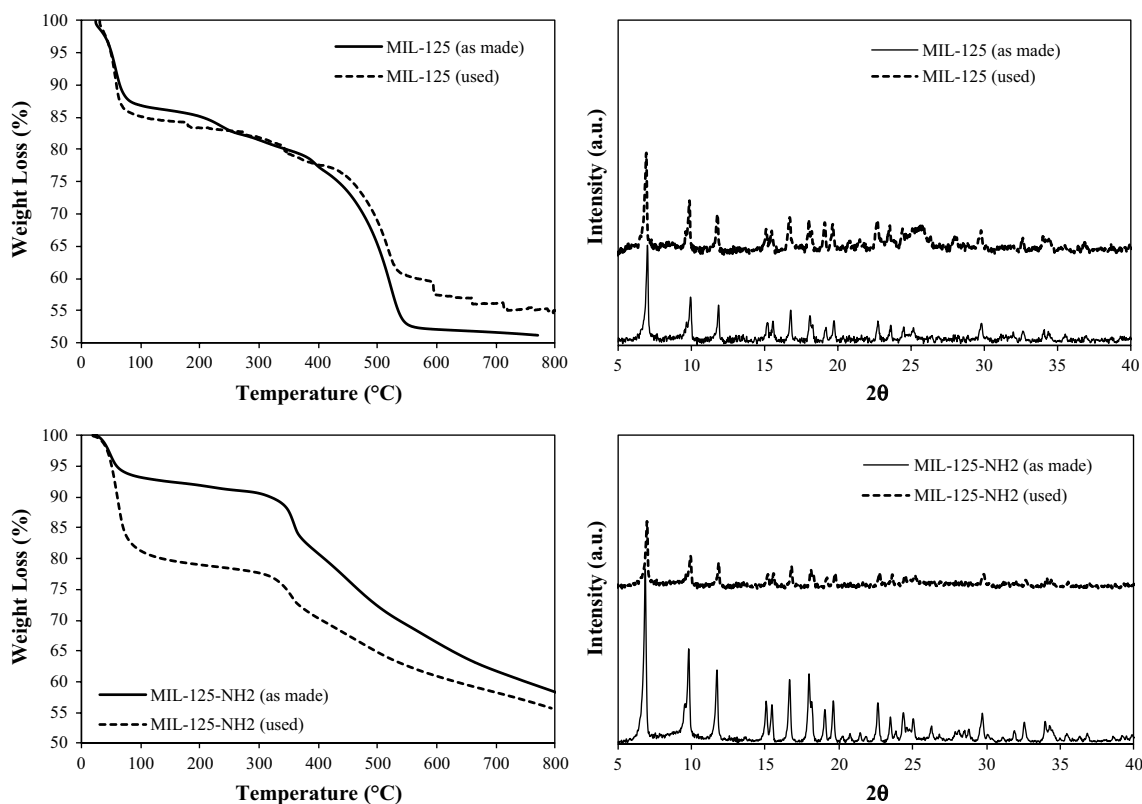 MIL-125 (as made)
MIL-125 (used)
Weight Loss (%)
100
95
90
85
80
75
70
65
60
55
50
0 100 200 300 400 500 600 700 800
Temperature (°C)
MIL-125 (as made)
MIL-125 (used)
Intensity (a.u.)
5 10 15 20 25 30 35 40
2θ
MIL-125-NH2 (as made)
MIL-125-NH2 (used)
Weight Loss (%)
100
95
90
85
80
75
70
65
60
55
50
0 100 200 300 400 500 600 700 800
Temperature (°C)
MIL-125-NH2 (as made)
MIL-125-NH2 (used)
Intensity (a.u.)
5 10 15 20 25 30 35 40
2θ